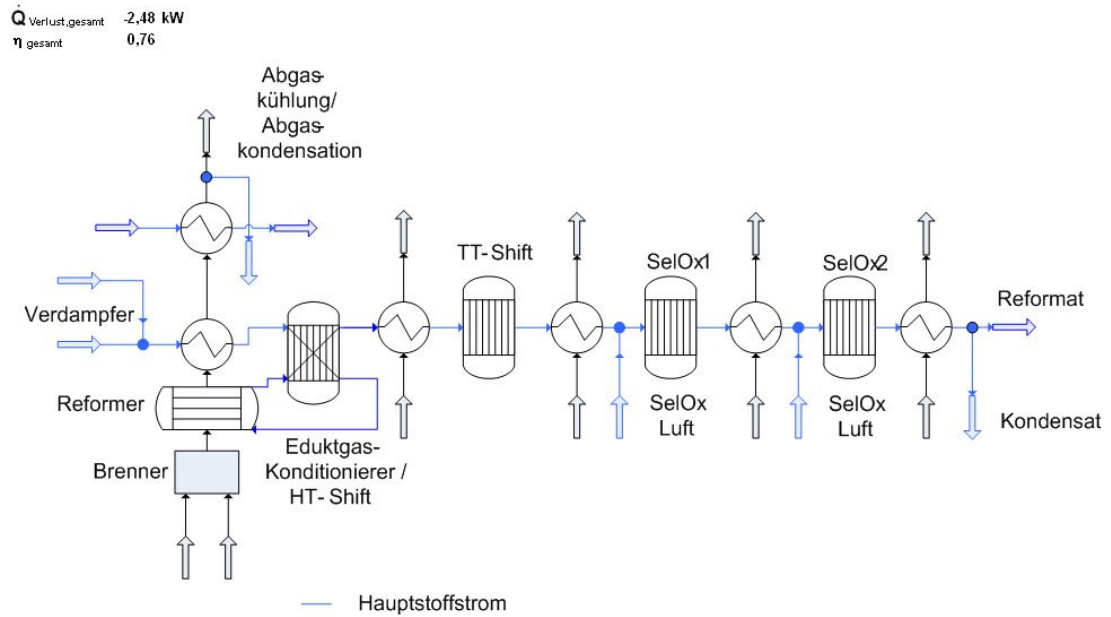 Q̇ Verlust,gesamt -2,48 kW
η gesamt 0,76
Abgas-
kühlung/
Abgas-
kondensation
TT-Shift
SelOx1
SelOx2
Reformat
Verdampfer
Reformer
SelOx
Luft
SelOx
Luft
Kondensat
Eduktgas-
Konditionierer /
HT- Shift
Brenner
Hauptstoffstrom